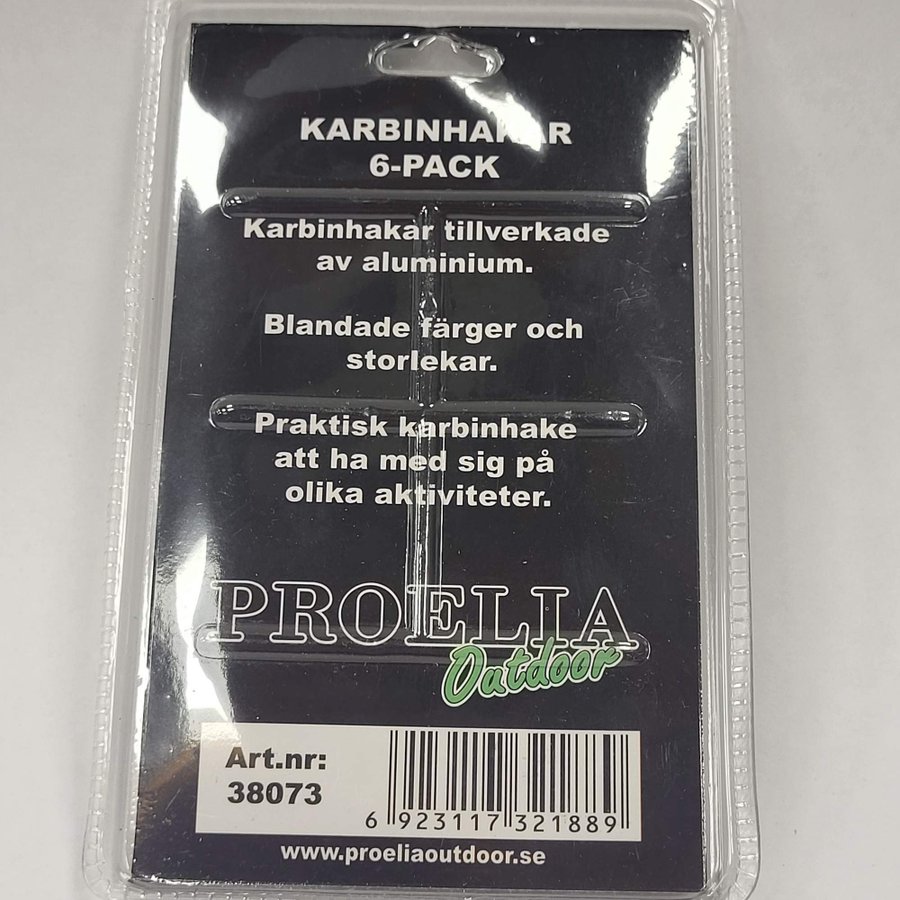 KARBINHAKAR
6-PACK
Karbinhakar tillverkade
av aluminium.
Blandade färger och
storlekar.
Praktisk karbinhake
att ha med sig på
olika aktiviteter.
PROELIA
Outdoor
Art.nr:
38073
6 923117 321889
www.proeliaoutdoor.se